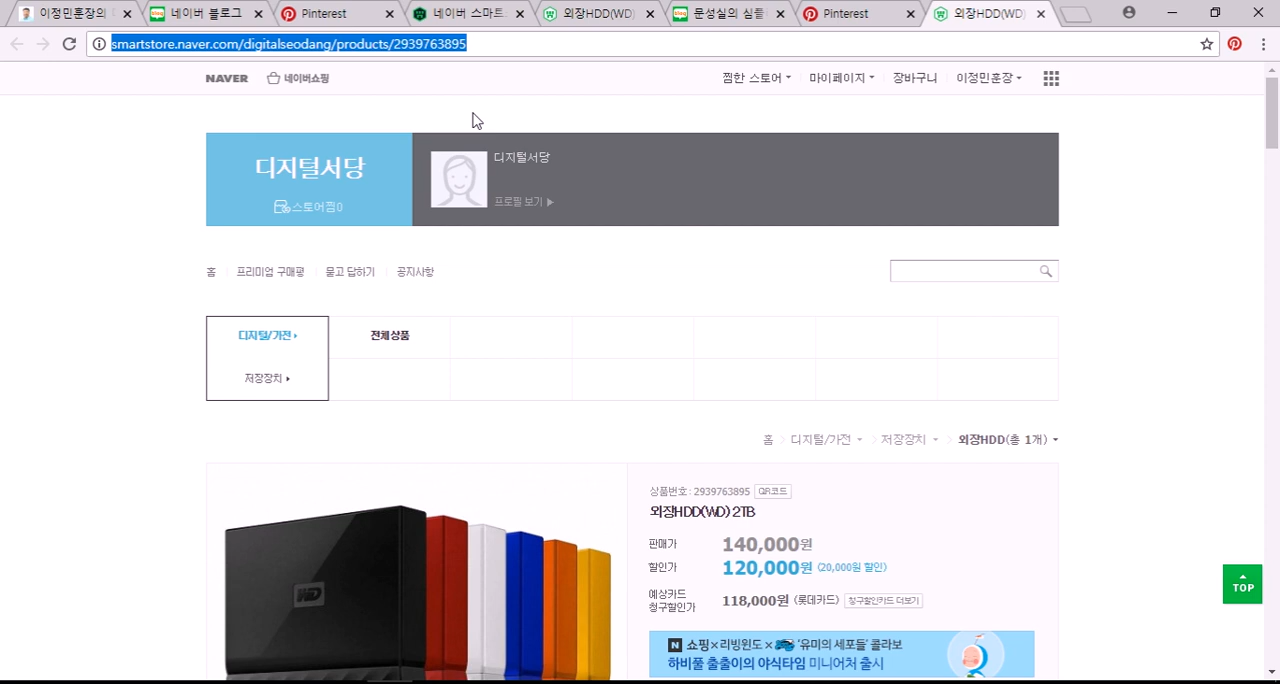 이정민훈장의
네이버 블로그
Pinterest
네이버 스마트
외장HDD(WD)
문성실의 심플
Pinterest
외장HDD(WD)
smartstore.naver.com/digitalseodang/products/2939763895
NAVER 네이버쇼핑
찜한 스토어 마이페이지 장바구니 이정민훈장
디지털서당
스토어찜0
디지털서당
프로필 보기
홈 프리미엄 구매평 묻고 답하기 공지사항
디지털/가전 전체상품
저장장치
홈 디지털/가전 저장장치 외장HDD(총 1개)
상품번호: 2939763895 QR코드
외장HDD(WD) 2TB
판매가 140,000원
할인가 120,000원 (20,000원 할인)
예상카드
청구할인가 118,000원 (롯데카드) 청구할인카드 더보기
N 쇼핑×리빙윈도× '유미의 세포들' 콜라보
하비풀 출출이의 야식타임 미니어처 출시
WD
TOP